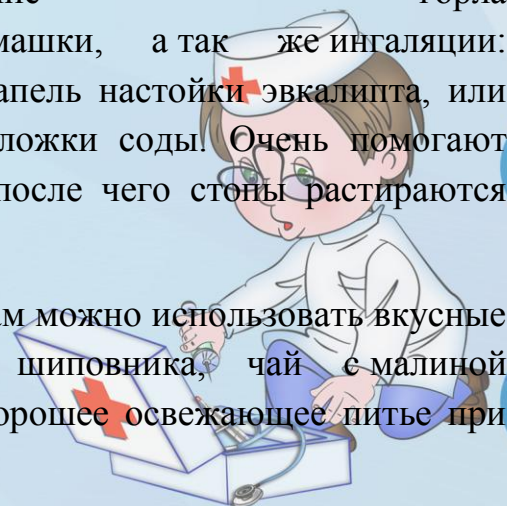 горла
машки, а так же ингаляции:
апель настойки эвкалипта, или
ложки соды. Очень помогают
после чего стопы растираются
ам можно использовать вкусные
шиповника, чай с малиной
орошее освежающее питье при